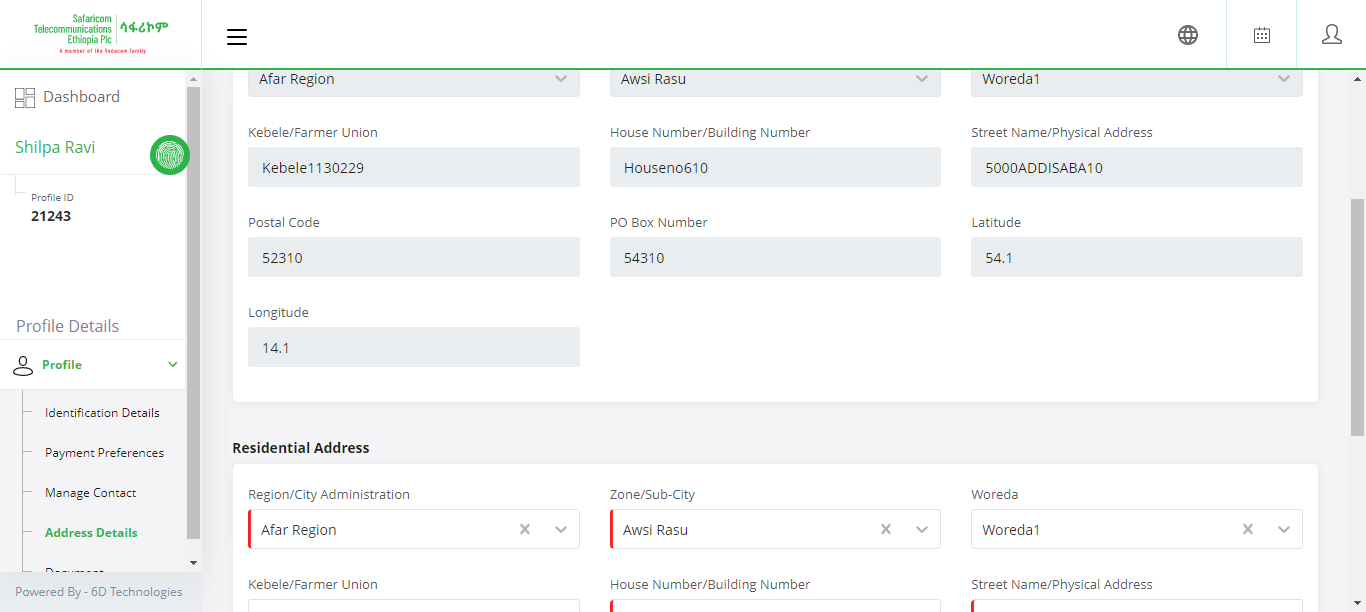 Safaricom
Telecommunications
Ethiopia Plc
ሳፋሪኮም
A member of the Vodacom family
Dashboard
Shilpa Ravi
Profile ID
21243
Profile Details
Profile
Identification Details
Payment Preferences
Manage Contact
Address Details
Document
Powered By - 6D Technologies
Afar Region
Awsi Rasu
Woreda1
Kebele/Farmer Union
House Number/Building Number
Street Name/Physical Address
Kebele1130229
Houseno610
5000ADDISABA10
Postal Code
PO Box Number
Latitude
52310
54310
54.1
Longitude
14.1
Residential Address
Region/City Administration
Zone/Sub-City
Woreda
Afar Region
Awsi Rasu
Woreda1
Kebele/Farmer Union
House Number/Building Number
Street Name/Physical Address